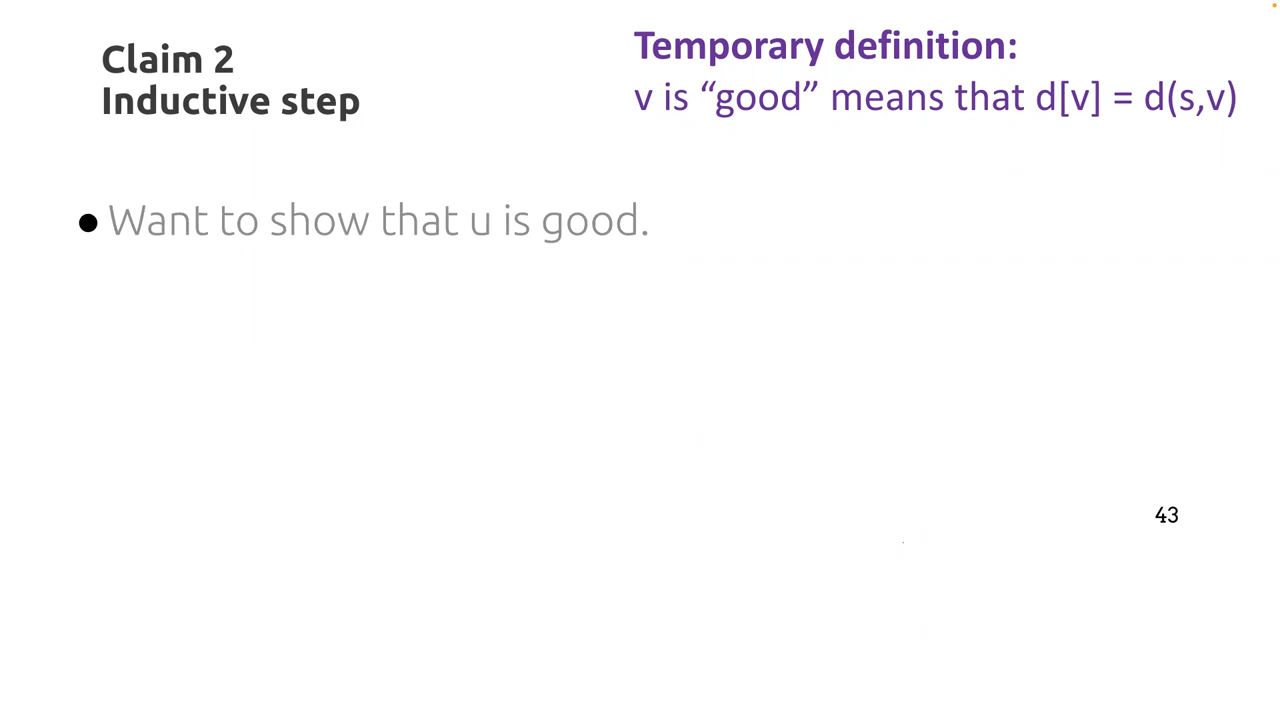 Claim 2
Inductive step
Temporary definition:
v is “good” means that d[v] = d(s,v)
● Want to show that u is good.
43